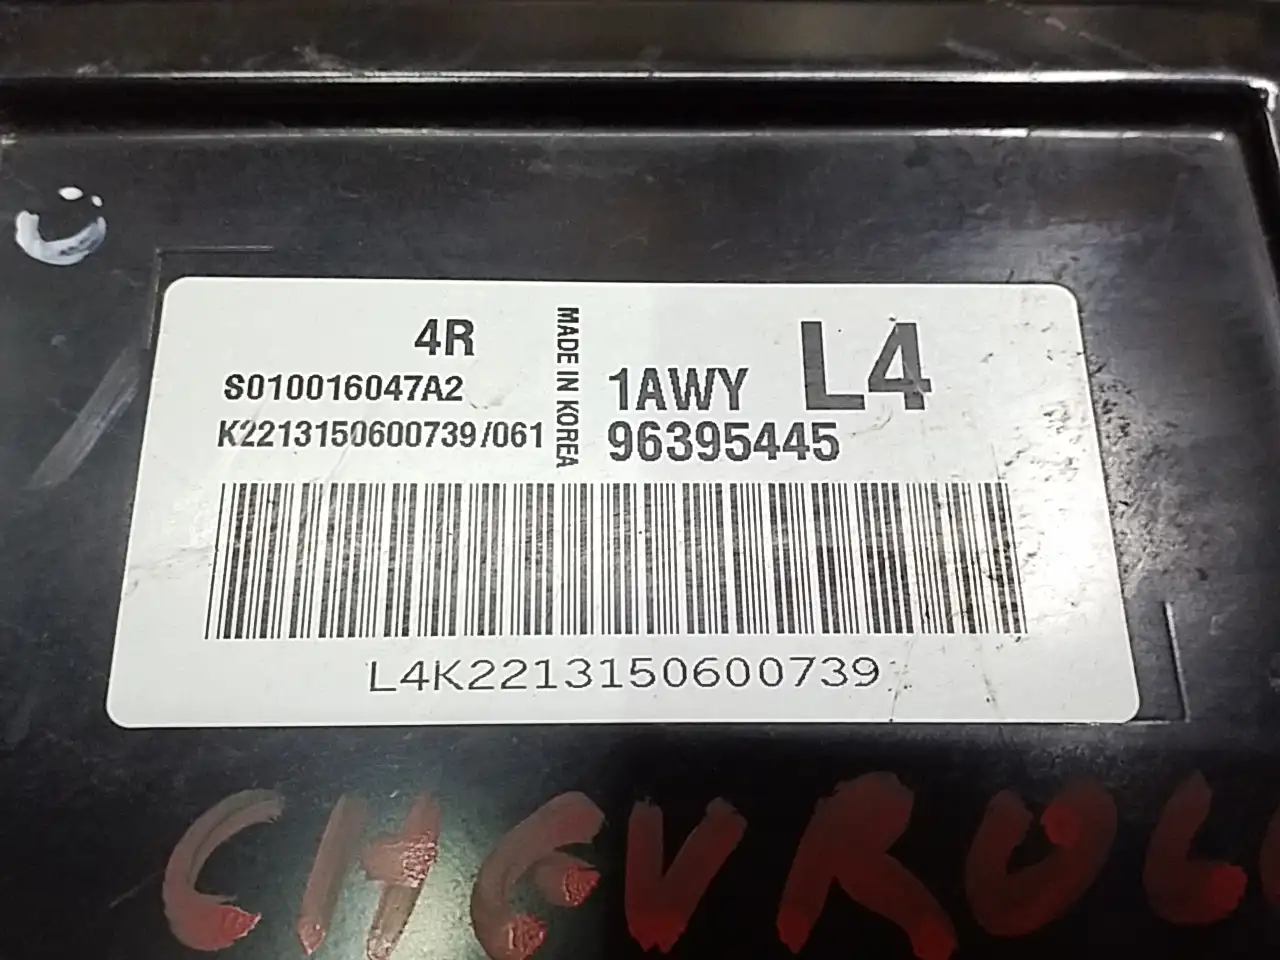 4R
S010016047A2
K2213150600739/061
MADE IN KOREA
1AWY L4
96395445
L4K2213150600739
CHEVROL